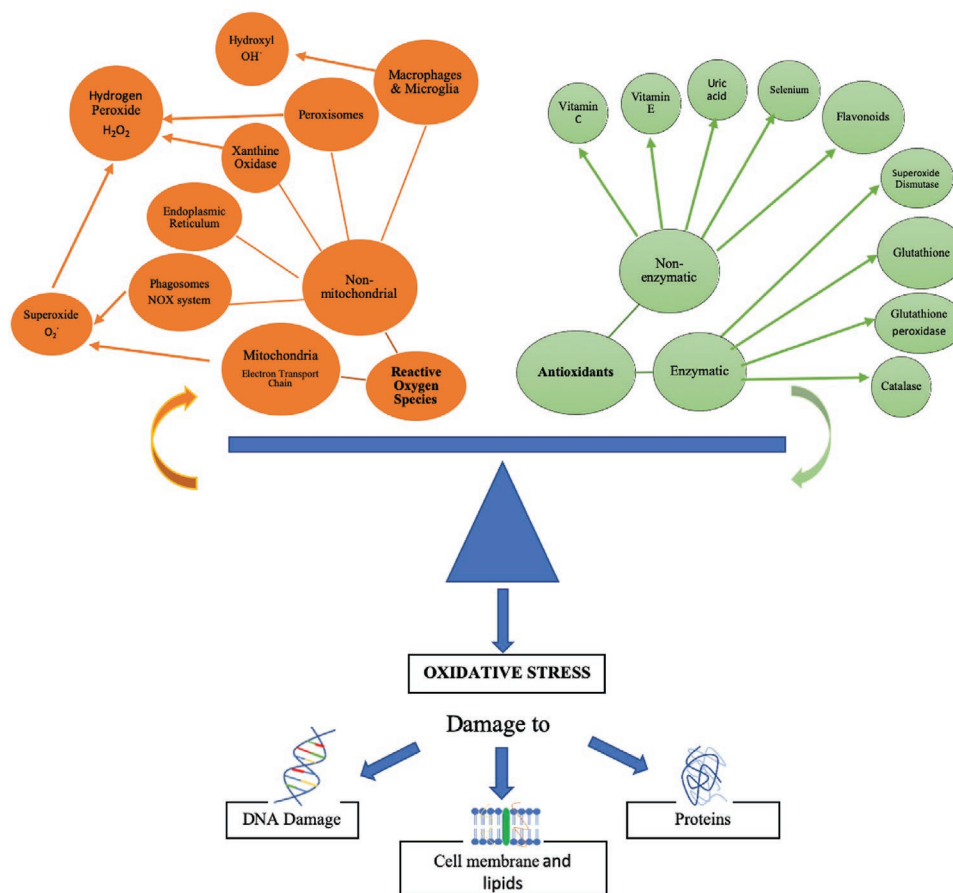 Hydroxyl
OH˙
Macrophages
& Microglia
Hydrogen
Peroxide
H₂O₂
Peroxisomes
Xanthine
Oxidase
Endoplasmic
Reticulum
Non-
mitochondrial
Phagosomes
NOX system
Superoxide
O₂˙
Mitochondria
Electron Transport
Chain
Reactive
Oxygen
Species
Vitamin
C
Vitamin
E
Uric
acid
Selenium
Flavonoids
Superoxide
Dismutase
Non-
enzymatic
Glutathione
Glutathione
peroxidase
Antioxidants
Enzymatic
Catalase
OXIDATIVE STRESS
Damage to
DNA Damage
Cell membrane and
lipids
Proteins